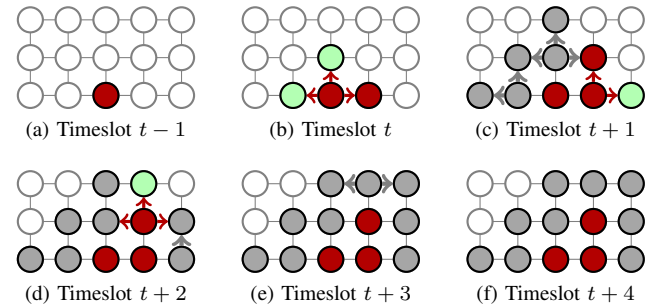 (a) Timeslot t − 1
(b) Timeslot t
(c) Timeslot t + 1
(d) Timeslot t + 2
(e) Timeslot t + 3
(f) Timeslot t + 4